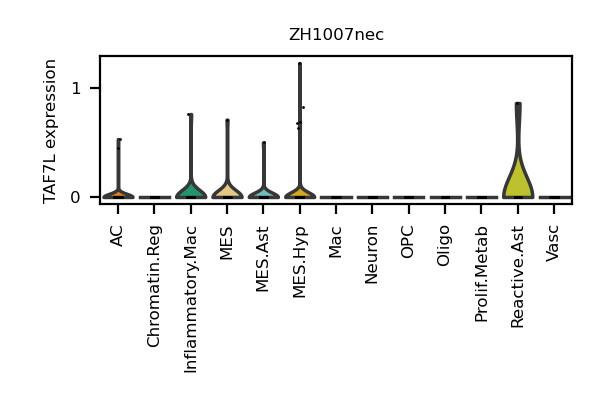 ZH1007nec
TAF7L expression
1
0
AC
Chromatin.Reg
Inflammatory.Mac
MES
MES.Ast
MES.Hyp
Mac
Neuron
OPC
Oligo
Prolif.Metab
Reactive.Ast
Vasc